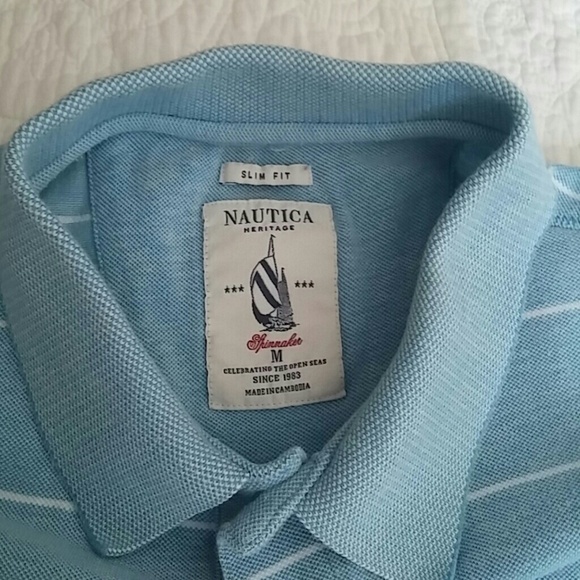 SLIM FIT
NAUTICA
HERITAGE
Spinnaker
M
CELEBRATING THE OPEN SEAS
SINCE 1983
MADE IN CAMBODIA